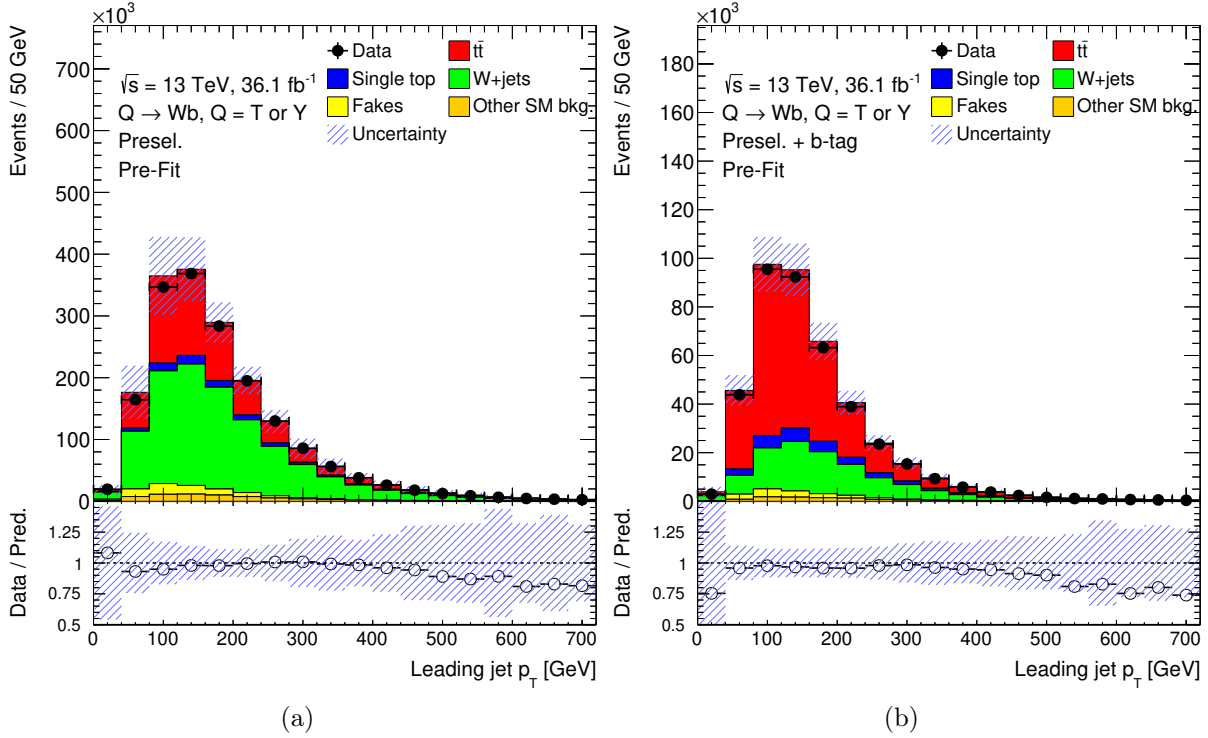 ×10³
Events / 50 GeV
700
600
500
400
300
200
100
0
√s = 13 TeV, 36.1 fb⁻¹
Q → Wb, Q = T or Y
Presel.
Pre-Fit
Data
tt̄
Single top
W+jets
Fakes
Other SM bkg.
Uncertainty
Data / Pred.
1.25
1
0.75
0.5
0 100 200 300 400 500 600 700
Leading jet p_T [GeV]
(a)
×10³
Events / 50 GeV
180
160
140
120
100
80
60
40
20
0
√s = 13 TeV, 36.1 fb⁻¹
Q → Wb, Q = T or Y
Presel. + b-tag
Pre-Fit
Data
tt̄
Single top
W+jets
Fakes
Other SM bkg.
Uncertainty
Data / Pred.
1.25
1
0.75
0.5
0 100 200 300 400 500 600 700
Leading jet p_T [GeV]
(b)